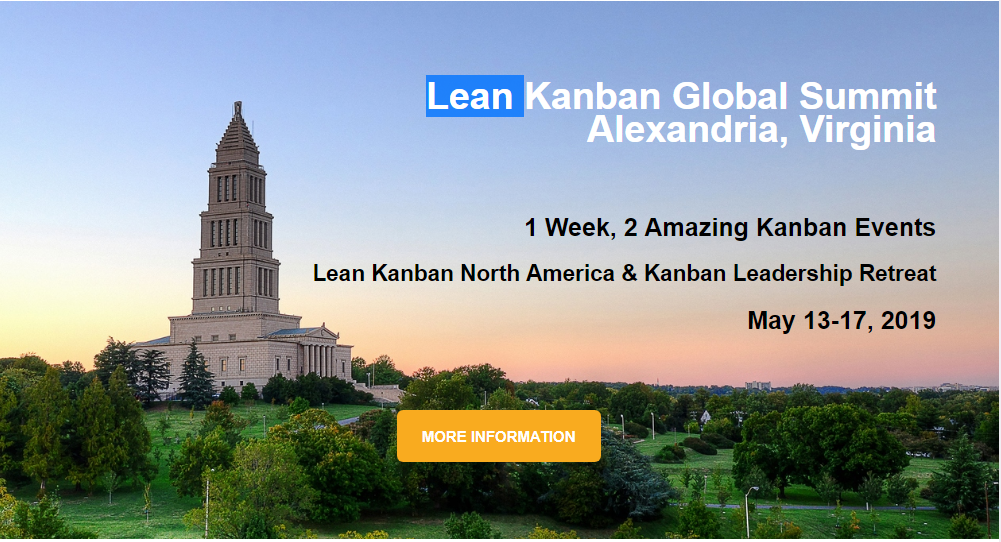 Lean Kanban Global Summit
Alexandria, Virginia
1 Week, 2 Amazing Kanban Events
Lean Kanban North America & Kanban Leadership Retreat
May 13-17, 2019
MORE INFORMATION